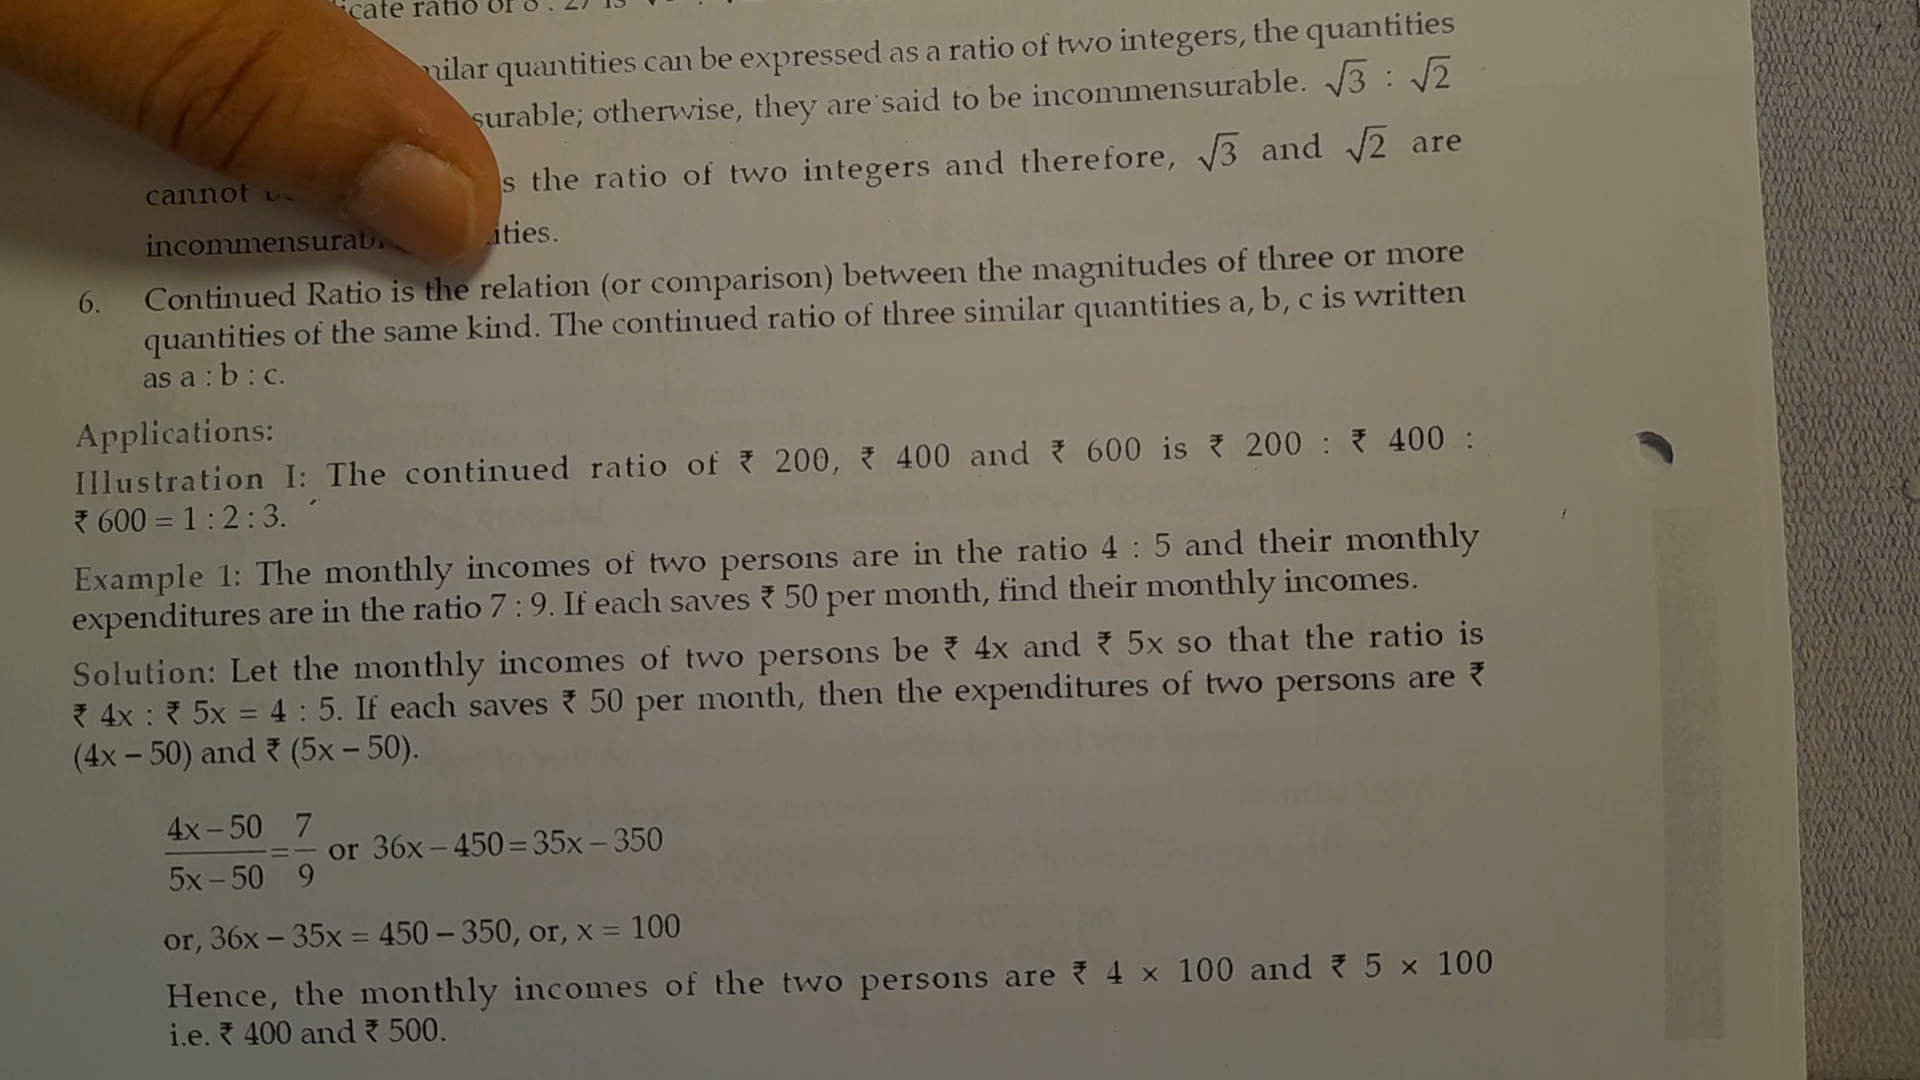 cate ratio of 8 : 27 is
quantities can be expressed as a ratio of two integers, the quantities
otherwise, they are said to be incommensurable. √3 : √2
cannot the ratio of two integers and therefore, √3 and √2 are
6. Continued Ratio is the relation (or comparison) between the magnitudes of three or more
quantities of the same kind. The continued ratio of three similar quantities a, b, c is written
as a : b : c.
Applications:
Illustration I: The continued ratio of ₹ 200, ₹ 400 and ₹ 600 is ₹ 200 : ₹ 400 :
₹ 600 = 1 : 2 : 3.
Example 1: The monthly incomes of two persons are in the ratio 4 : 5 and their monthly
expenditures are in the ratio 7 : 9. If each saves ₹ 50 per month, find their monthly incomes.
Solution: Let the monthly incomes of two persons be ₹ 4x and ₹ 5x so that the ratio is
₹ 4x : ₹ 5x = 4 : 5. If each saves ₹ 50 per month, then the expenditures of two persons are ₹
(4x – 50) and ₹ (5x – 50).
(4x – 50)/(5x – 50) = 7/9 or 36x – 450 = 35x – 350
or, 36x – 35x = 450 – 350, or, x = 100
Hence, the monthly incomes of the two persons are ₹ 4 × 100 and ₹ 5 × 100
i.e. ₹ 400 and ₹ 500.